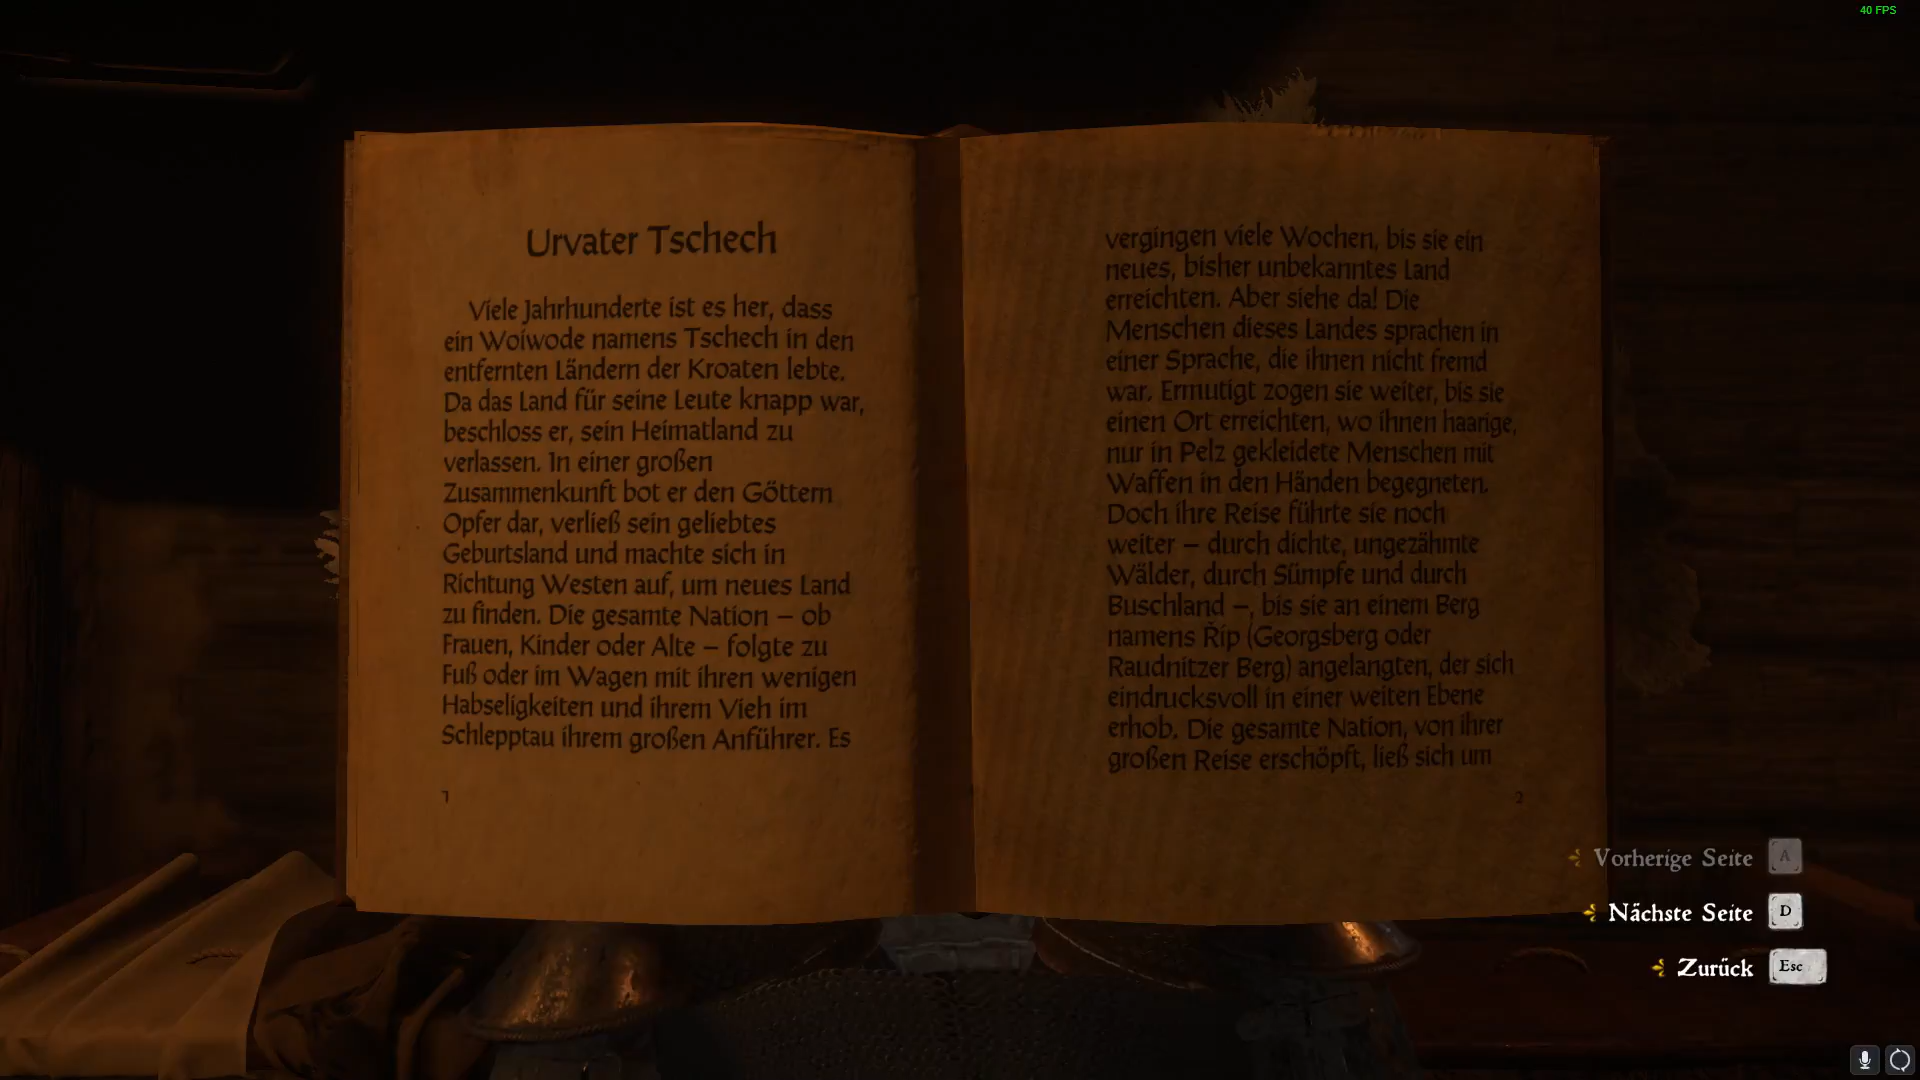 40 FPS
Urvater Tschech
Viele Jahrhunderte ist es her, dass
ein Woiwode namens Tschech in den
entfernten Ländern der Kroaten lebte.
Da das Land für seine Leute knapp war,
beschloss er, sein Heimatland zu
verlassen. In einer großen
Zusammenkunft bot er den Göttern
Opfer dar, verließ sein geliebtes
Geburtsland und machte sich in
Richtung Westen auf, um neues Land
zu finden. Die gesamte Nation – ob
Frauen, Kinder oder Alte – folgte zu
Fuß oder im Wagen mit ihren wenigen
Habseligkeiten und ihrem Vieh im
Schlepptau ihrem großen Anführer. Es
1
vergingen viele Wochen, bis sie ein
neues, bisher unbekanntes Land
erreichten. Aber siehe da! Die
Menschen dieses Landes sprachen in
einer Sprache, die ihnen nicht fremd
war. Ermutigt zogen sie weiter, bis sie
einen Ort erreichten, wo ihnen haarige,
nur in Pelz gekleidete Menschen mit
Waffen in den Händen begegneten.
Doch ihre Reise führte sie noch
weiter – durch dichte, ungezähmte
Wälder, durch Sümpfe und durch
Buschland –, bis sie an einem Berg
namens Říp (Georgsberg oder
Raudnitzer Berg) angelangten, der sich
eindrucksvoll in einer weiten Ebene
erhob. Die gesamte Nation, von ihrer
großen Reise erschöpft, ließ sich um
2
Vorherige Seite A
Nächste Seite D
Zurück Esc